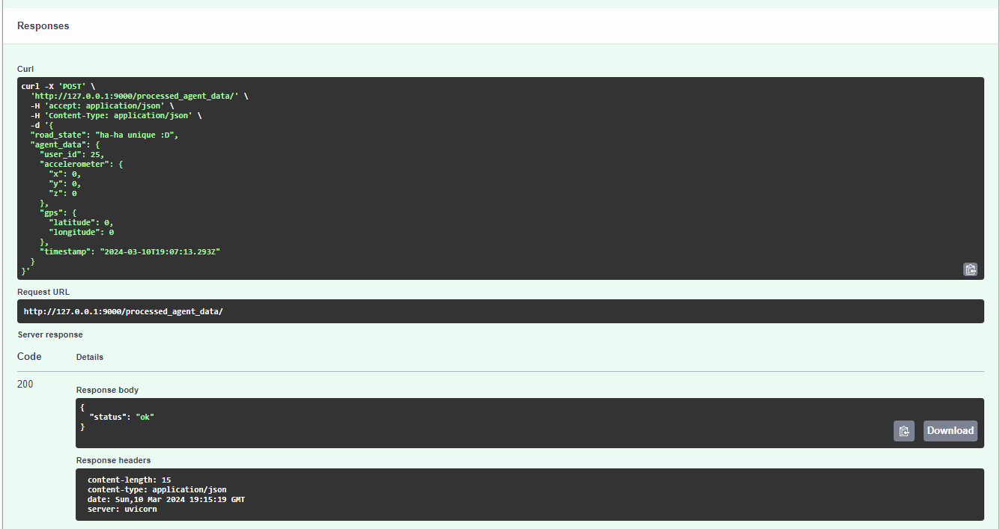 Responses
Curl
curl -X 'POST' \
  'http://127.0.0.1:9000/processed_agent_data/' \
  -H 'accept: application/json' \
  -H 'Content-Type: application/json' \
  -d '{
  "road_state": "ha-ha unique :D",
  "agent_data": {
    "user_id": 25,
    "accelerometer": {
      "x": 0,
      "y": 0,
      "z": 0
    },
    "gps": {
      "latitude": 0,
      "longitude": 0
    },
    "timestamp": "2024-03-10T19:07:13.293Z"
  }
}'
Request URL
http://127.0.0.1:9000/processed_agent_data/
Server response
Code Details
200
Response body
{
  "status": "ok"
}
Download
Response headers
content-length: 15
content-type: application/json
date: Sun,10 Mar 2024 19:15:19 GMT
server: uvicorn